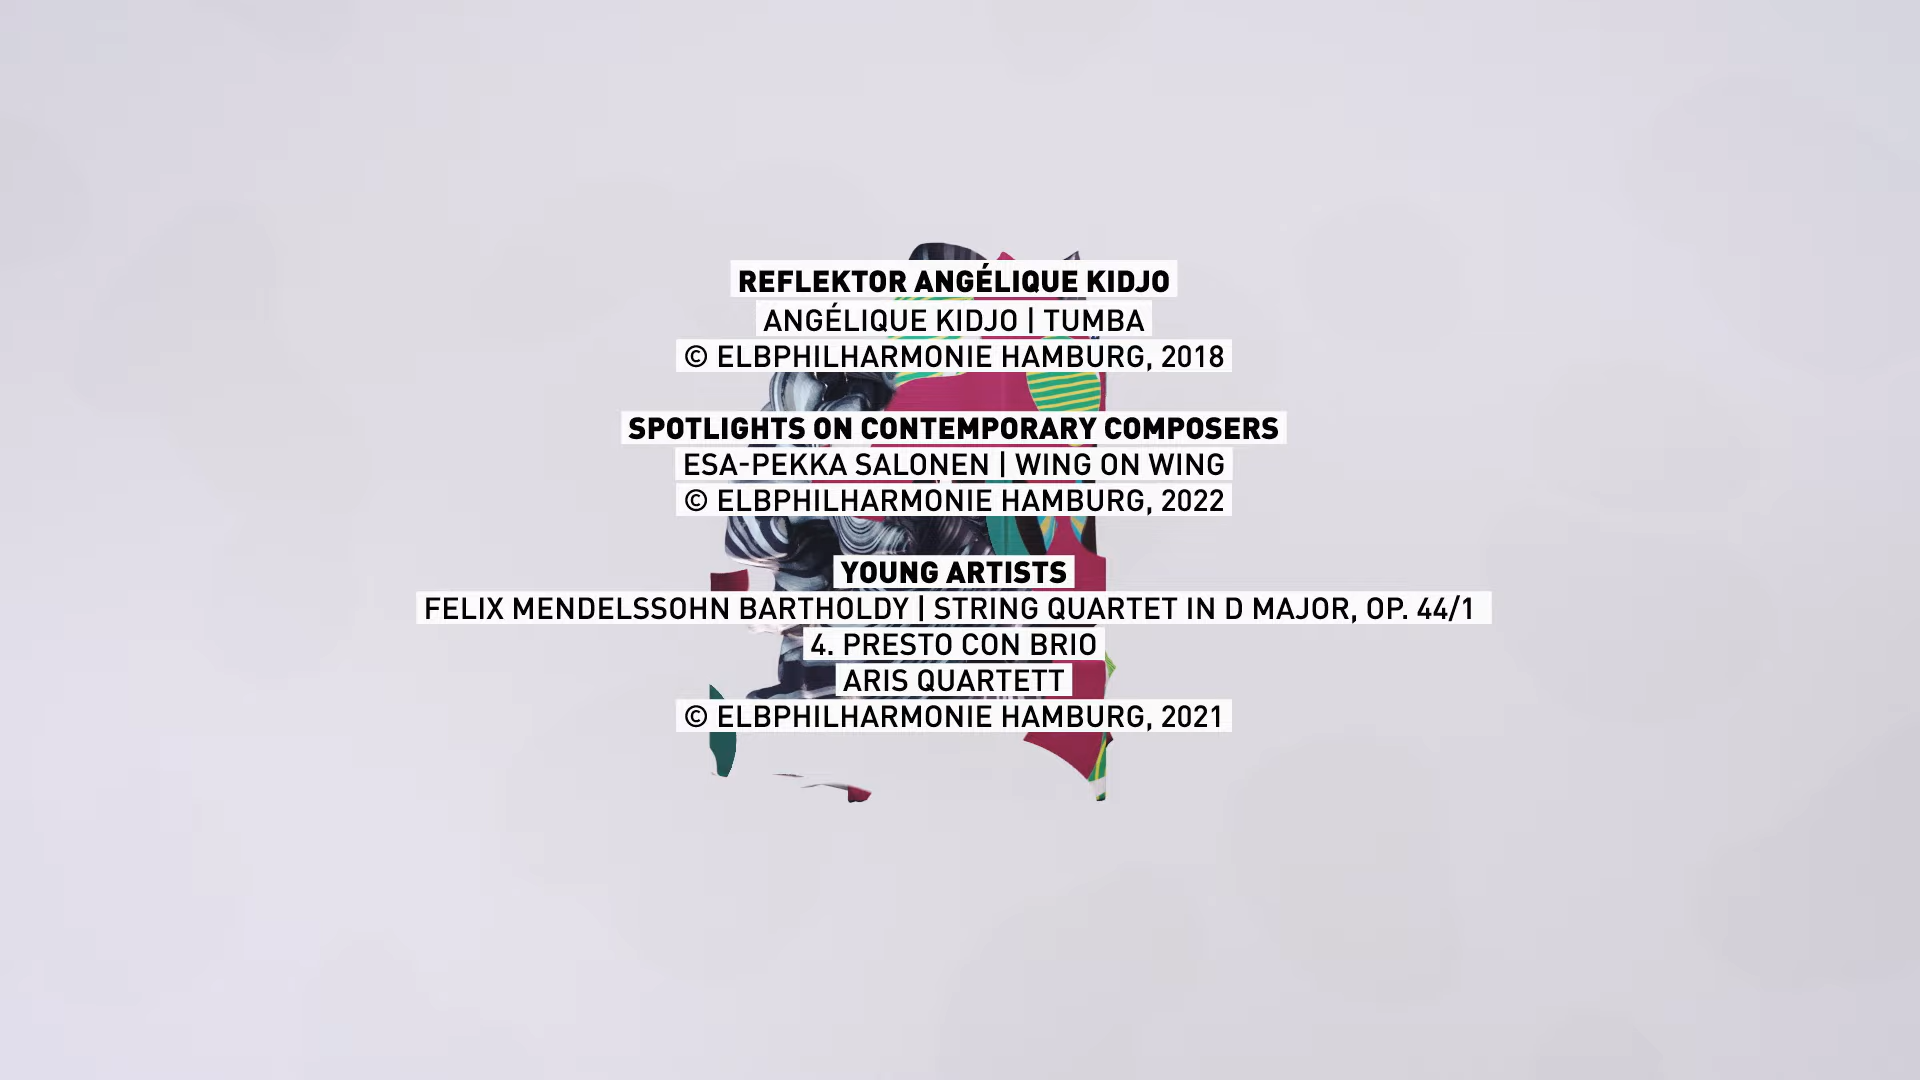 REFLEKTOR ANGÉLIQUE KIDJO
ANGÉLIQUE KIDJO | TUMBA
© ELBPHILHARMONIE HAMBURG, 2018
SPOTLIGHTS ON CONTEMPORARY COMPOSERS
ESA-PEKKA SALONEN | WING ON WING
© ELBPHILHARMONIE HAMBURG, 2022
YOUNG ARTISTS
FELIX MENDELSSOHN BARTHOLDY | STRING QUARTET IN D MAJOR, OP. 44/1
4. PRESTO CON BRIO
ARIS QUARTETT
© ELBPHILHARMONIE HAMBURG, 2021